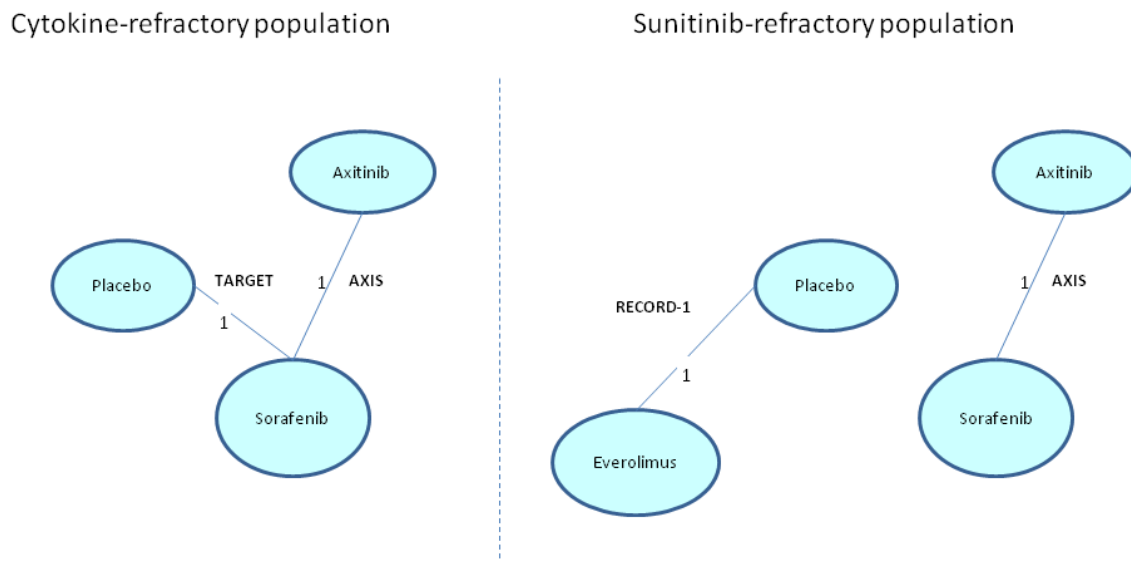 Cytokine-refractory population
Axitinib
Placebo
TARGET
1
AXIS
1
Sorafenib
Sunitinib-refractory population
Axitinib
Placebo
RECORD-1
1
AXIS
1
Everolimus
Sorafenib